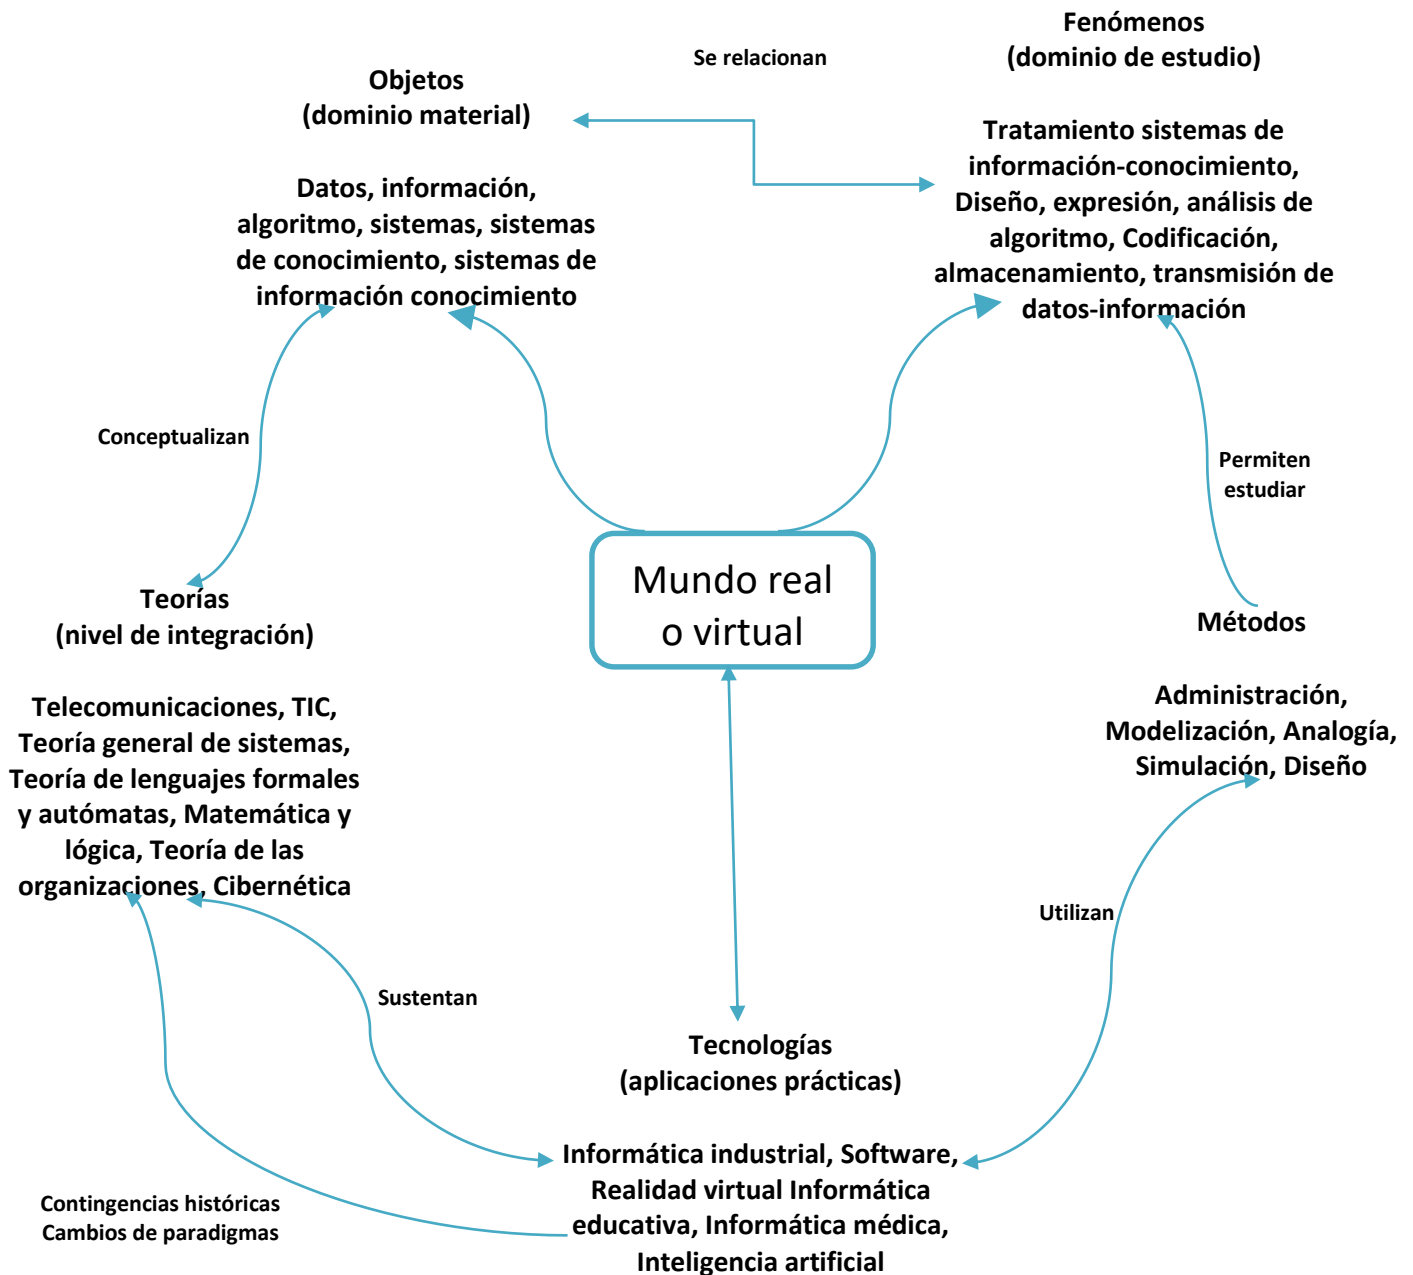 Fenómenos
(dominio de estudio)
Se relacionan
Objetos
(dominio material)
Tratamiento sistemas de
información-conocimiento,
Diseño, expresión, análisis de
algoritmo, Codificación,
almacenamiento, transmisión de
datos-información
Datos, información,
algoritmo, sistemas, sistemas
de conocimiento, sistemas de
información conocimiento
Conceptualizan
Permiten
estudiar
Mundo real
o virtual
Teorías
(nivel de integración)
Métodos
Telecomunicaciones, TIC,
Teoría general de sistemas,
Teoría de lenguajes formales
y autómatas, Matemática y
lógica, Teoría de las
organizaciones, Cibernética
Administración,
Modelización, Analogía,
Simulación, Diseño
Utilizan
Sustentan
Tecnologías
(aplicaciones prácticas)
Informática industrial, Software,
Realidad virtual Informática
educativa, Informática médica,
Inteligencia artificial
Contingencias históricas
Cambios de paradigmas